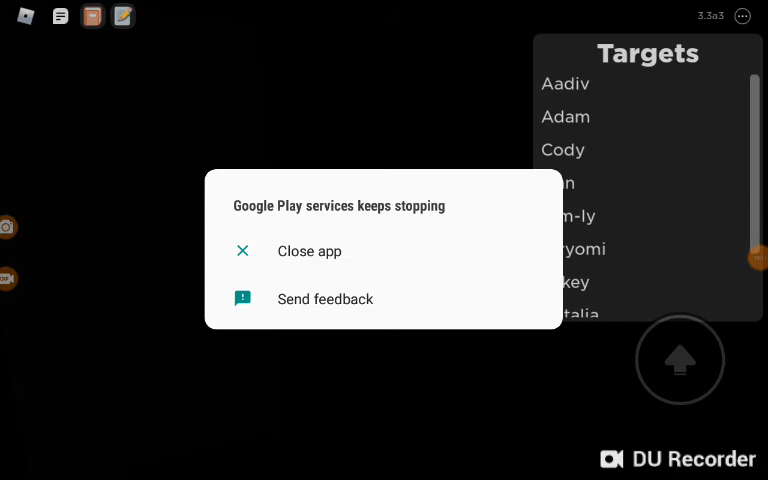 3.3a3
Targets
Aadiv
Adam
Cody
Google Play services keeps stopping
Close app
Send feedback
DU Recorder